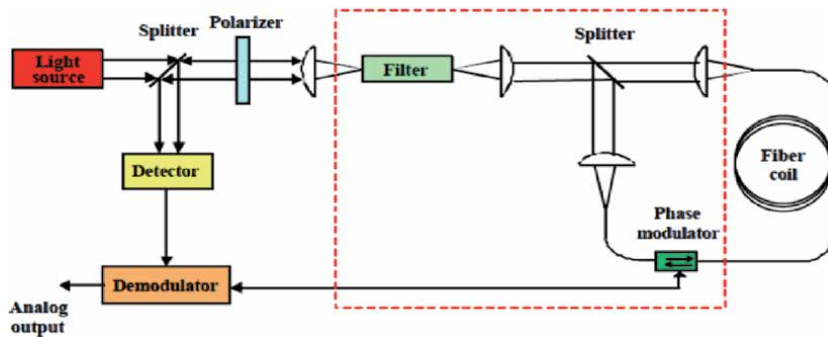 Splitter
Polarizer
Light
source
Filter
Splitter
Detector
Fiber
coil
Phase
modulator
Demodulator
Analog
output